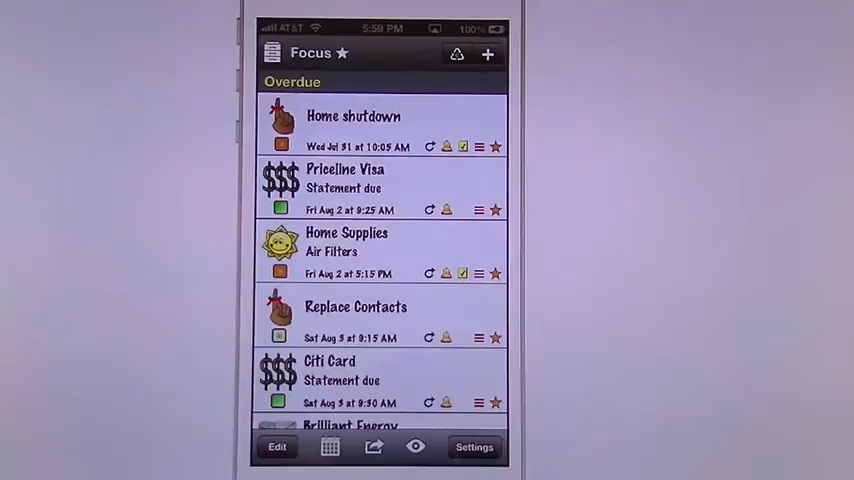 AT&T 5:59 PM 100%
Focus
Overdue
Home shutdown
Wed Jul 31 at 10:05 AM
$$$ Priceline Visa
Statement due
Fri Aug 2 at 9:25 AM
Home Supplies
Air Filters
Fri Aug 2 at 5:15 PM
Replace Contacts
Sat Aug 3 at 9:15 AM
$$$ Citi Card
Statement due
Sat Aug 3 at 9:30 AM
Brilliant Energy
Edit Settings